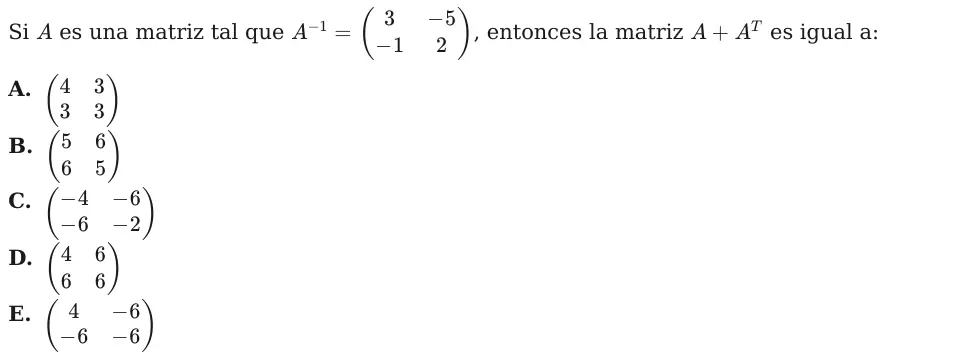 Si A es una matriz tal que A⁻¹ = ( 3 −5 ; −1 2 ), entonces la matriz A + Aᵀ es igual a:
A. ( 4 3 ; 3 3 )
B. ( 5 6 ; 6 5 )
C. ( −4 −6 ; −6 −2 )
D. ( 4 6 ; 6 6 )
E. ( 4 −6 ; −6 −6 )